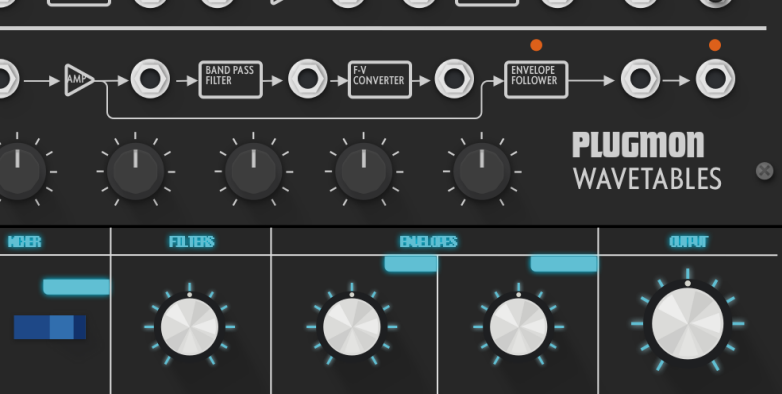 AMP
BAND PASS
FILTER
F-V
CONVERTER
ENVELOPE
FOLLOWER
PLUGMON
WAVETABLES
MIXER
FILTERS
ENVELOPES
OUTPUT